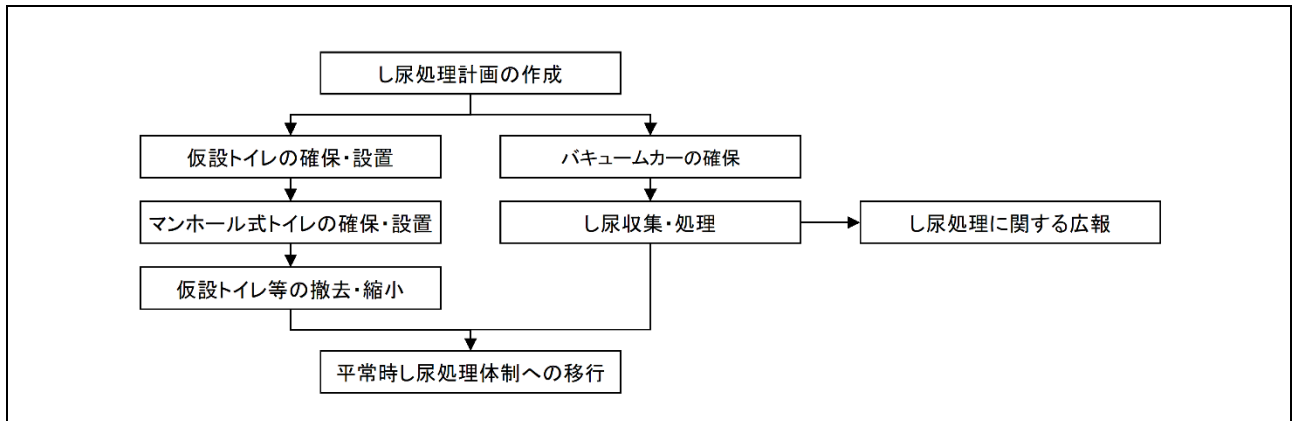 し尿処理計画の作成
仮設トイレの確保・設置
バキュームカーの確保
マンホール式トイレの確保・設置
し尿収集・処理
し尿処理に関する広報
仮設トイレ等の撤去・縮小
平常時し尿処理体制への移行